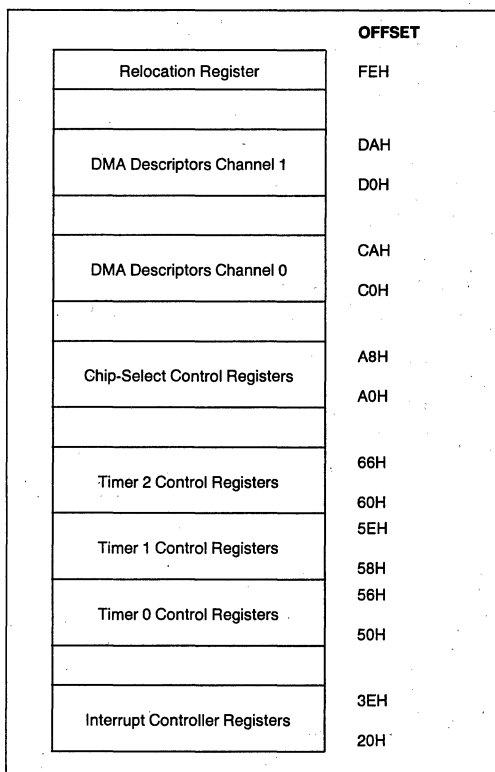 OFFSET
Relocation Register FEH
DAH
DMA Descriptors Channel 1
D0H
CAH
DMA Descriptors Channel 0
C0H
A8H
Chip-Select Control Registers
A0H
66H
Timer 2 Control Registers
60H
5EH
Timer 1 Control Registers
58H
56H
Timer 0 Control Registers
50H
3EH
Interrupt Controller Registers
20H